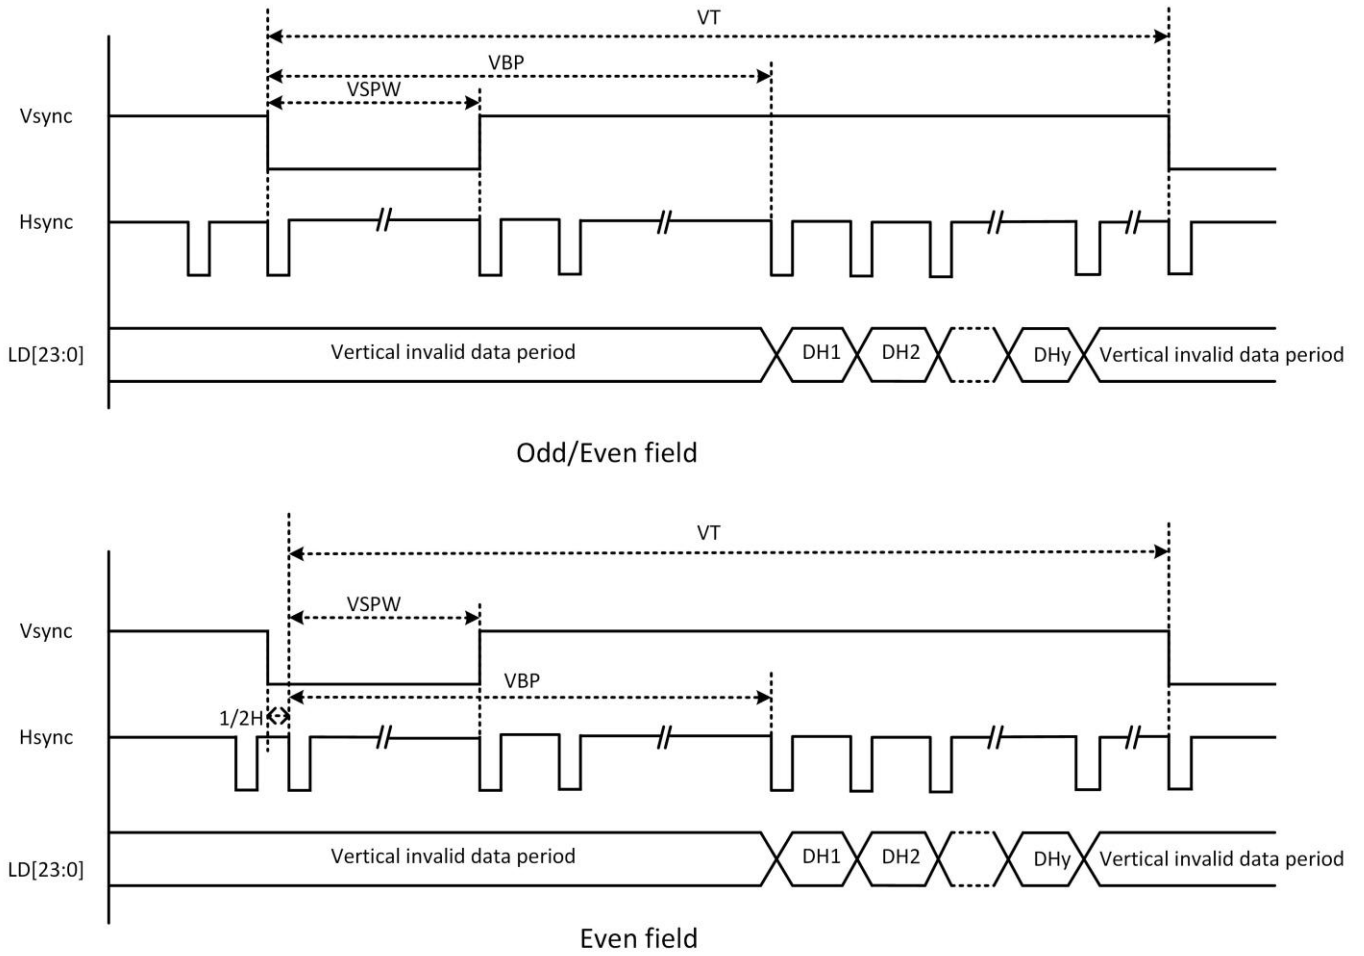 VT
VBP
VSPW
Vsync
Hsync
LD[23:0]
Vertical invalid data period
DH1
DH2
DHy
Vertical invalid data period
Odd/Even field
VT
VSPW
Vsync
VBP
1/2H
Hsync
LD[23:0]
Vertical invalid data period
DH1
DH2
DHy
Vertical invalid data period
Even field